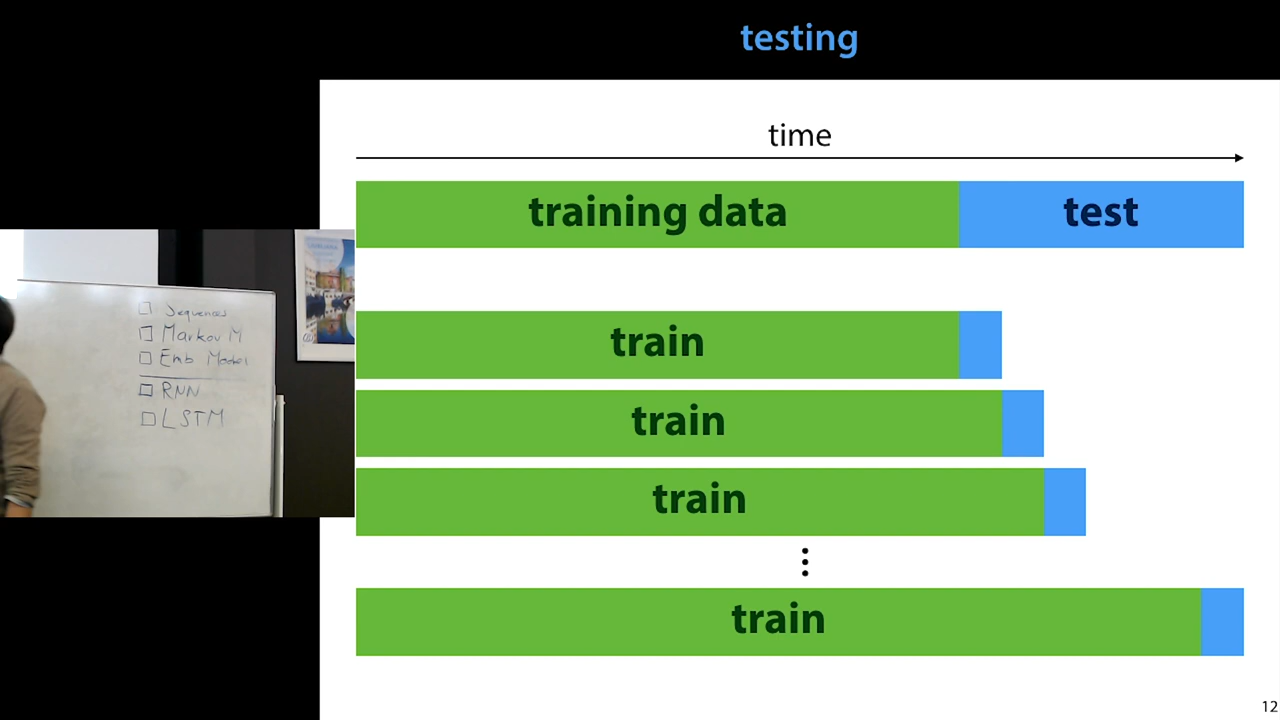 testing
time
training data test
train
train
train
train
12
Sequences
Markov M
Emb Model
RNN
LSTM